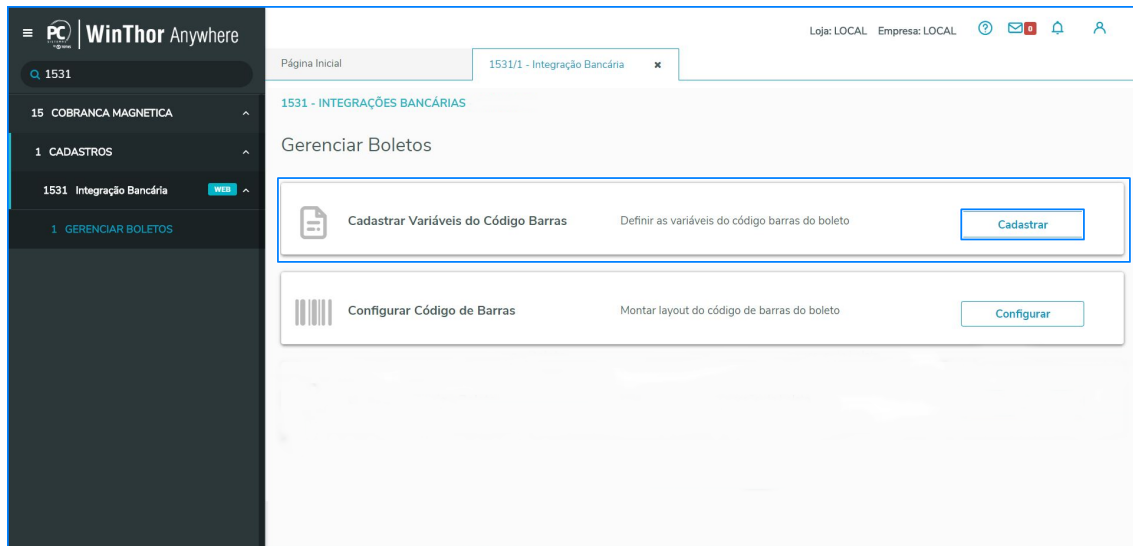 PC WinThor Anywhere
Loja: LOCAL Empresa: LOCAL 0
1531
Página Inicial 1531/1 - Integração Bancária ×
15 COBRANCA MAGNETICA
1531 - INTEGRAÇÕES BANCÁRIAS
1 CADASTROS
Gerenciar Boletos
1531 Integração Bancária WEB
1 GERENCIAR BOLETOS
Cadastrar Variáveis do Código Barras Definir as variáveis do código barras do boleto Cadastrar
Configurar Código de Barras Montar layout do código de barras do boleto Configurar